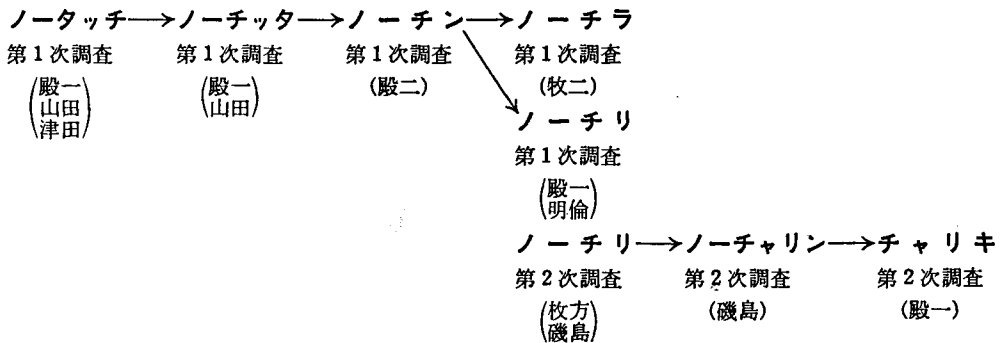 ノータッチ→ノーチッタ→ノーチン→ノーチラ
第1次調査 第1次調査 第1次調査 第1次調査
(殿一 山田 津田) (殿一 山田) (殿二) (牧二)
ノーチリ
第1次調査
(殿一 明倫)
ノーチリ→ノーチャリン→チャリキ
第2次調査 第2次調査 第2次調査
(枚方 磯島) (磯島) (殿一)